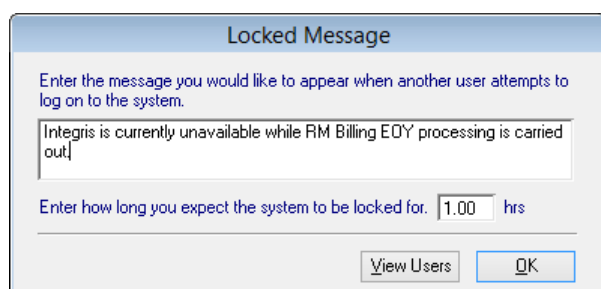 Locked Message
Enter the message you would like to appear when another user attempts to
log on to the system.
Integris is currently unavailable while RM Billing EOY processing is carried
out.
Enter how long you expect the system to be locked for. 1.00 hrs
View Users OK